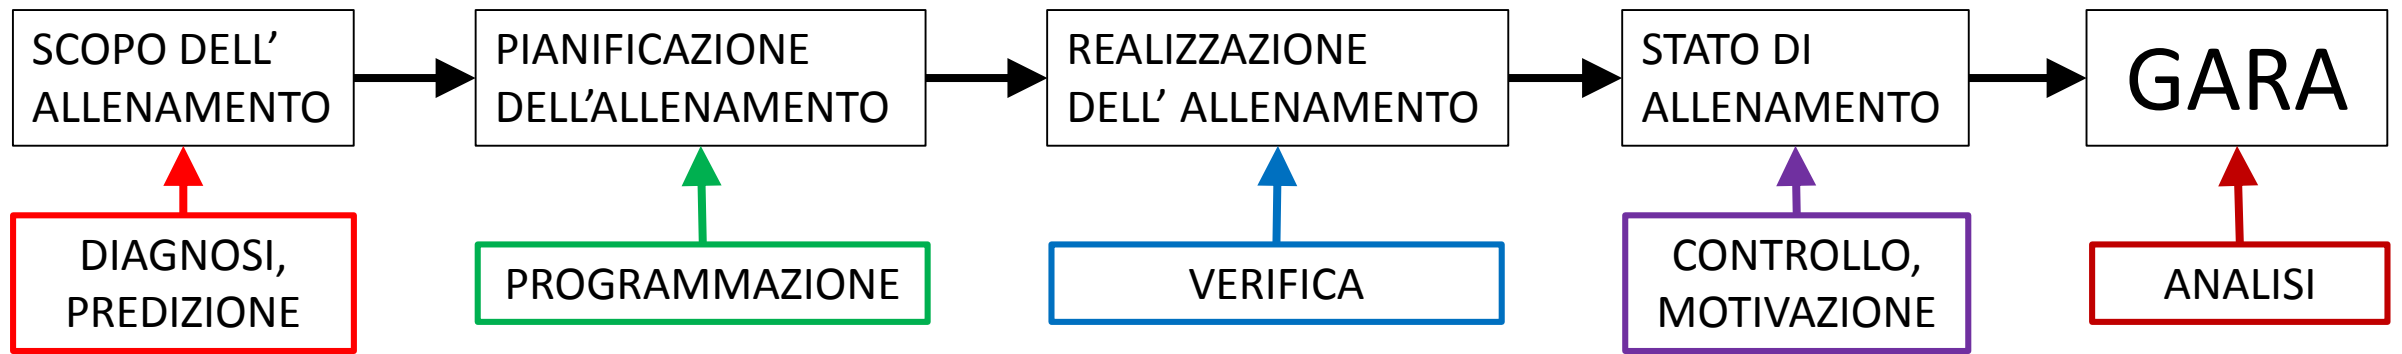 SCOPO DELL’
ALLENAMENTO
PIANIFICAZIONE
DELL’ALLENAMENTO
REALIZZAZIONE
DELL’ ALLENAMENTO
STATO DI
ALLENAMENTO
GARA
DIAGNOSI,
PREDIZIONE
PROGRAMMAZIONE
VERIFICA
CONTROLLO,
MOTIVAZIONE
ANALISI